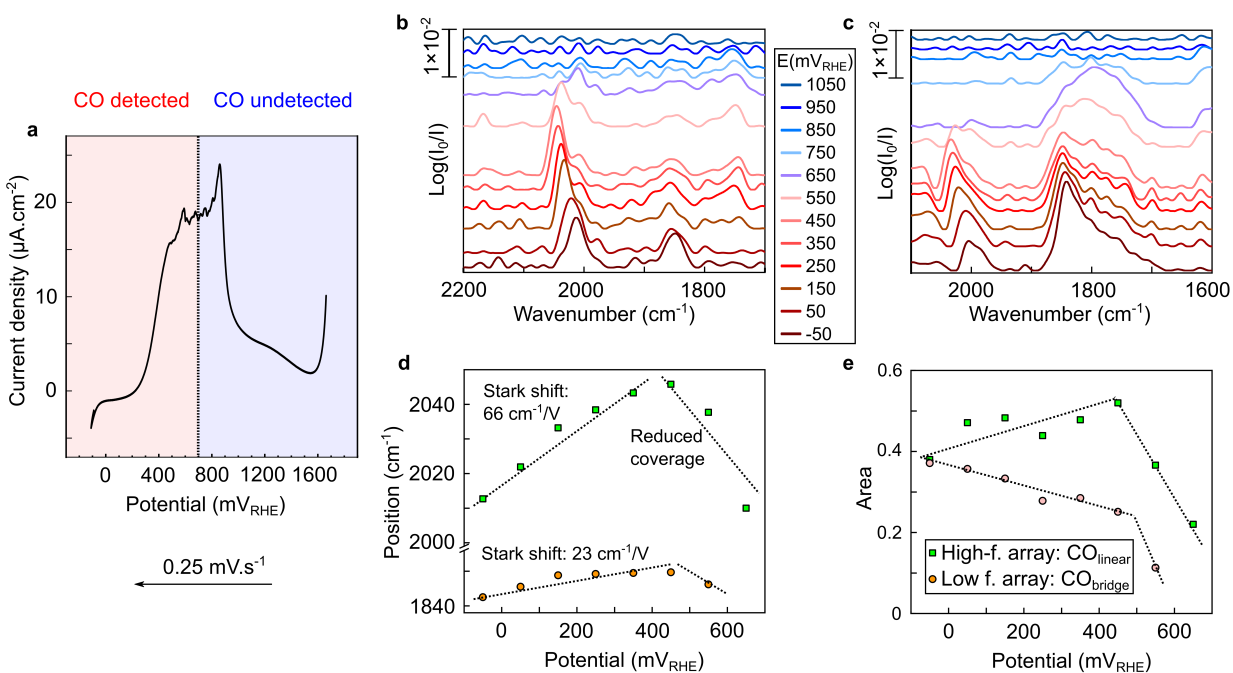 CO detected
CO undetected
a
Current density (µA.cm⁻²)
20
10
0
0
400
800
1200
1600
Potential (mV_RHE)
0.25 mV.s⁻¹
b
1×10⁻²
Log(I₀/I)
2200
2000
1800
Wavenumber (cm⁻¹)
E(mV_RHE)
1050
950
850
750
650
550
450
350
250
150
50
-50
c
1×10⁻²
Log(I₀/I)
2000
1800
1600
Wavenumber (cm⁻¹)
d
Position (cm⁻¹)
2040
2020
2000
1840
Stark shift:
66 cm⁻¹/V
Reduced
coverage
Stark shift: 23 cm⁻¹/V
0
200
400
600
Potential (mV_RHE)
e
Area
0.6
0.4
0.2
0
High-f. array: CO_linear
Low f. array: CO_bridge
0
200
400
600
Potential (mV_RHE)